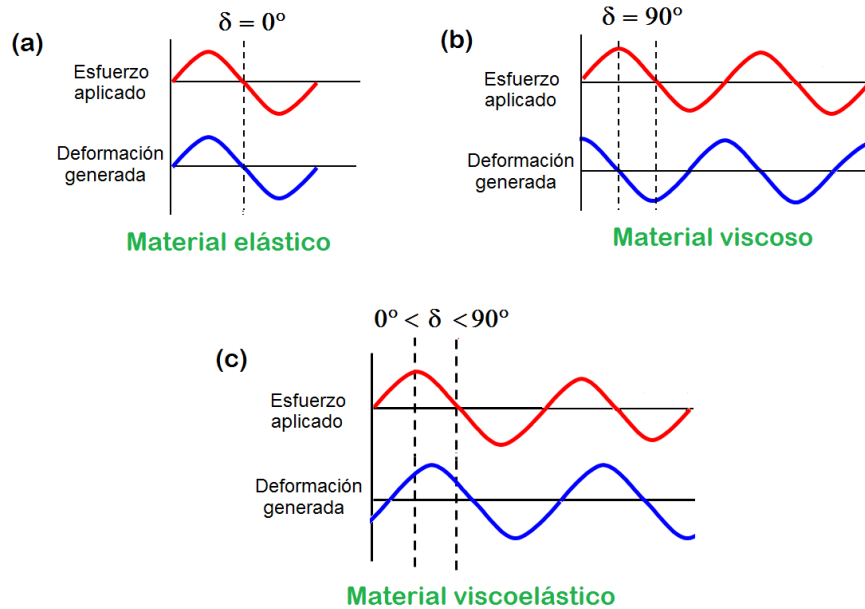 (a)
δ = 0º
Esfuerzo
aplicado
Deformación
generada
Material elástico
(b)
δ = 90º
Esfuerzo
aplicado
Deformación
generada
Material viscoso
(c)
0º < δ < 90º
Esfuerzo
aplicado
Deformación
generada
Material viscoelástico